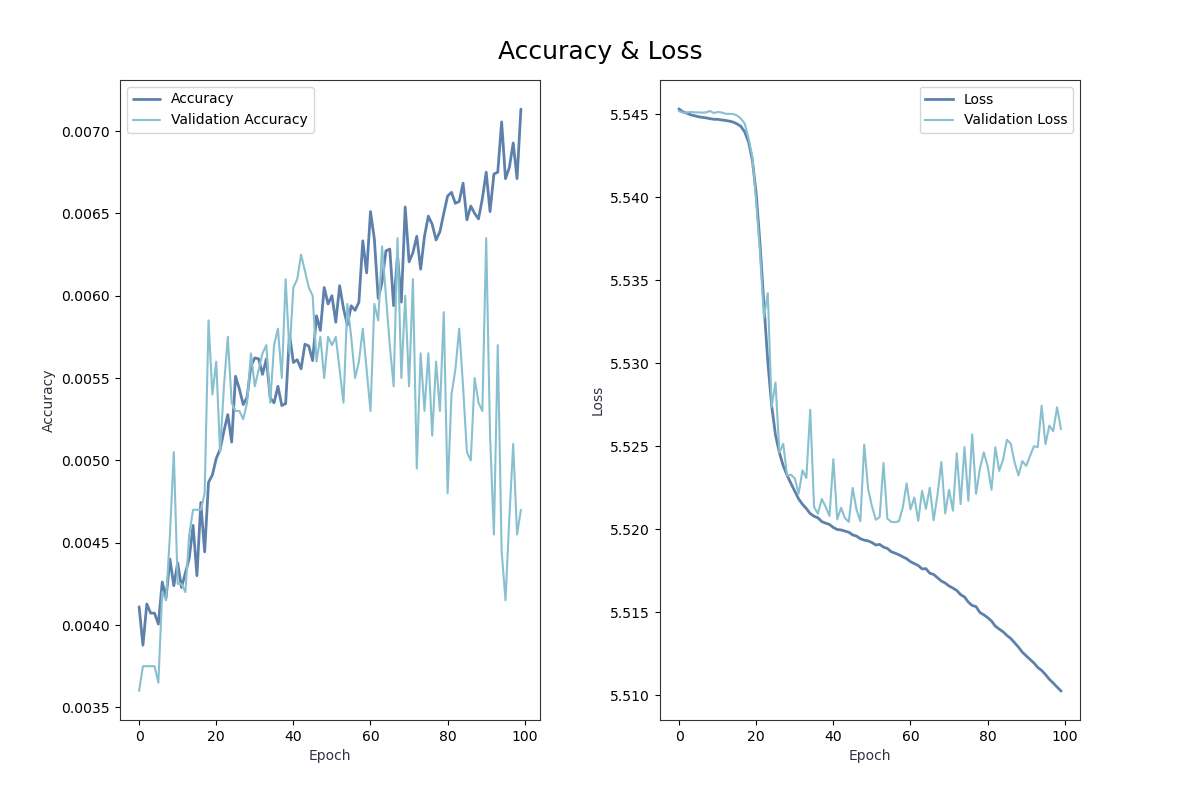 Accuracy & Loss
Accuracy
Validation Accuracy
0.0070
0.0065
0.0060
0.0055
0.0050
0.0045
0.0040
0.0035
Accuracy
0 20 40 60 80 100
Epoch
Loss
Validation Loss
5.545
5.540
5.535
5.530
5.525
5.520
5.515
5.510
Loss
0 20 40 60 80 100
Epoch